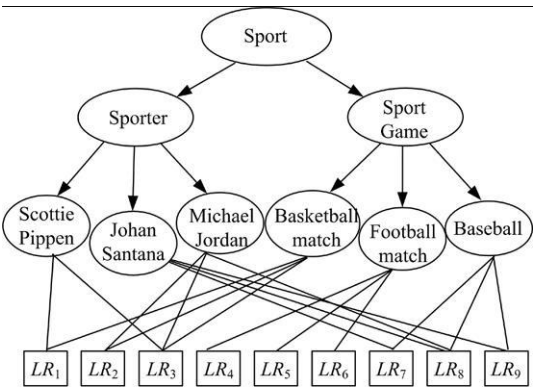 Sport
Sporter
Sport
Game
Scottie
Pippen
Johan
Santana
Michael
Jordan
Basketball
match
Football
match
Baseball
LR1 LR2 LR3 LR4 LR5 LR6 LR7 LR8 LR9